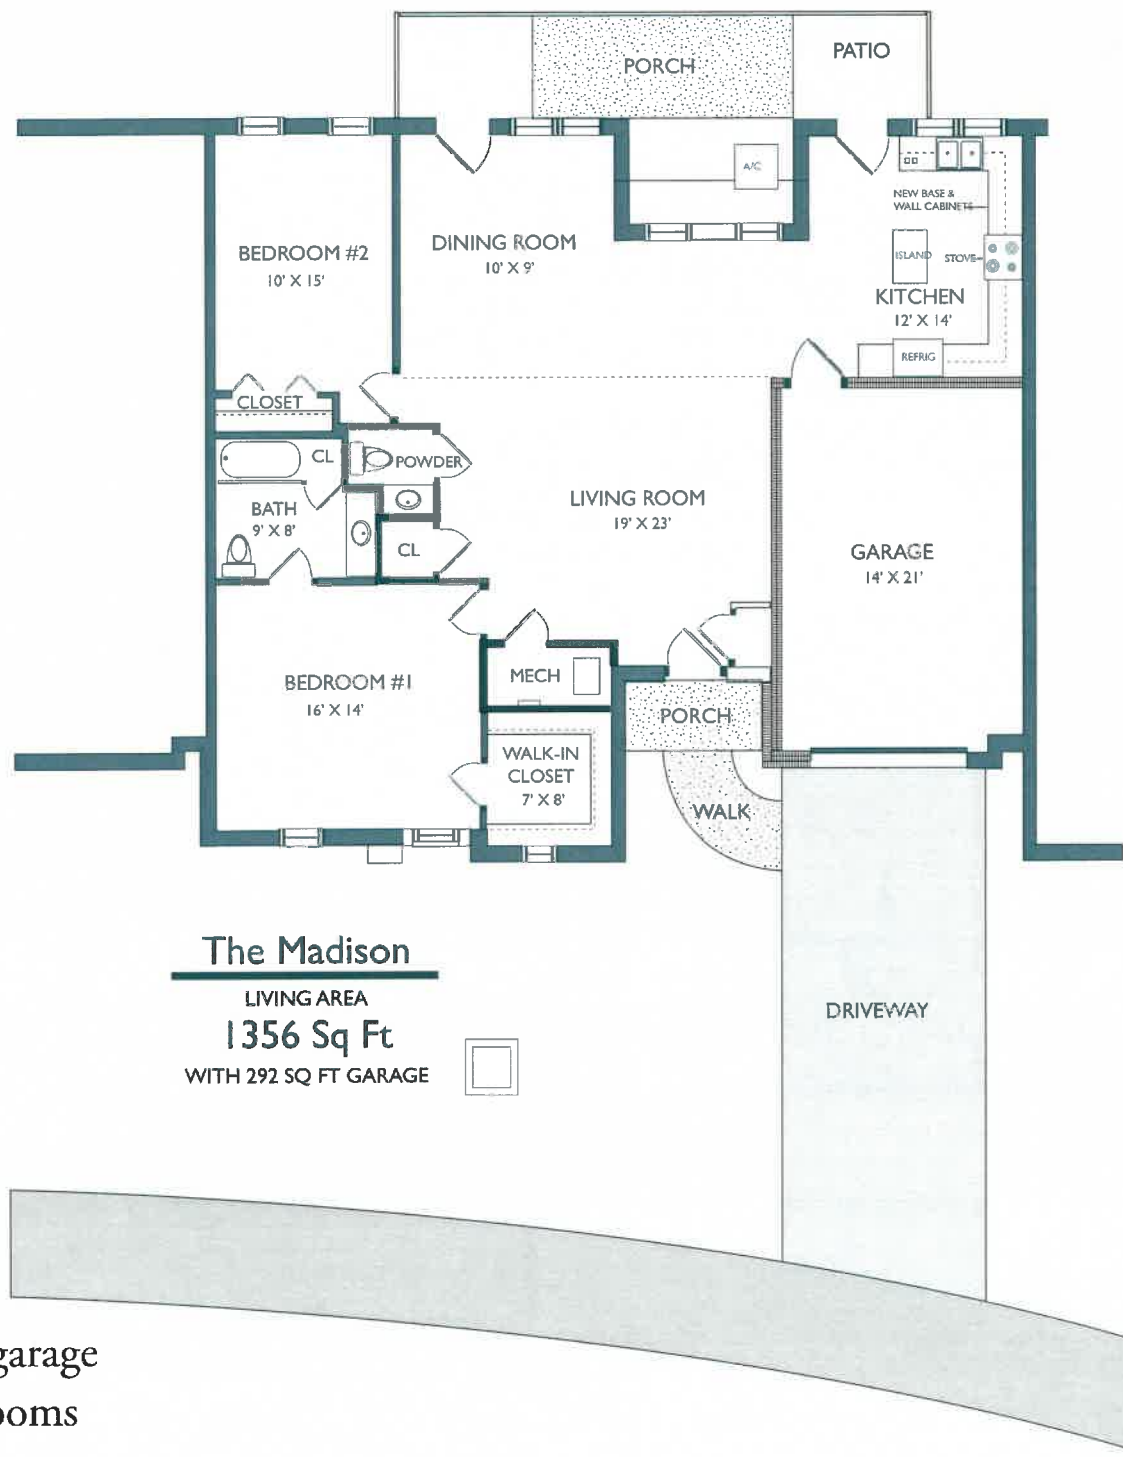 PORCH
PATIO
A/C
NEW BASE &
WALL CABINETS
BEDROOM #2
10' X 15'
DINING ROOM
10' X 9'
ISLAND
STOVE
KITCHEN
12' X 14'
REFRIG
CLOSET
CL
POWDER
BATH
9' X 8'
LIVING ROOM
19' X 23'
CL
GARAGE
14' X 21'
BEDROOM #1
16' X 14'
MECH
PORCH
WALK-IN
CLOSET
7' X 8'
WALK
The Madison
LIVING AREA
1356 Sq Ft
WITH 292 SQ FT GARAGE
DRIVEWAY
garage
ooms